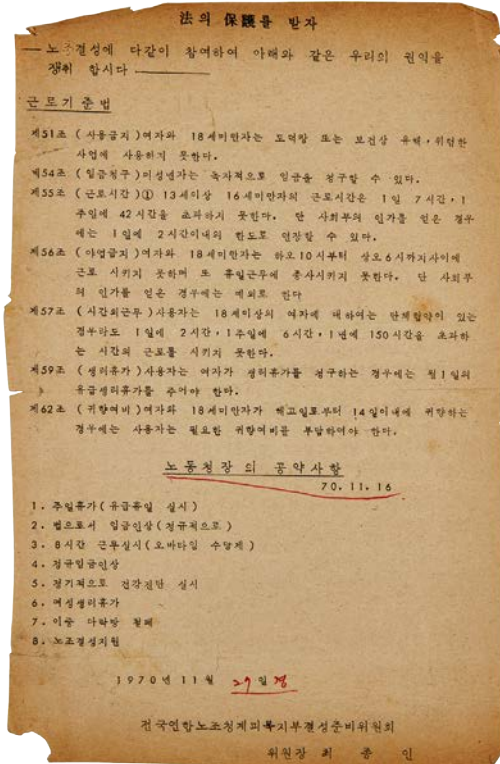 法의 保護를 받자
노조결성에 다같이 참여하여 아래와 같은 우리의 권익을
쟁취 합시다
근로기준법
제51조 (사용금지)여자와 18세미만자는 도덕상 또는 보건상 유해,위험한
사업에 사용하지 못한다.
제54조 (임금청구)미성년자는 독자적으로 임금을 청구할 수 있다.
제55조 (근로시간)① 13세이상 16세미만자의 근로시간은 1일 7시간,1
주일에 42시간을 초과하지 못한다. 단 사회부의 인가를 얻은 경우
에는 1일에 2시간이내의 한도로 연장할 수 있다.
제56조 (야업금지)여자와 18세미만자는 하오10시부터 상오6시까지사이에
근로 시키지 못하며 또 휴일근무에 종사시키지 못한다. 단 사회부
의 인가를 얻은 경우에는 예외로 한다
제57조 (시간외근무)사용자는 18세이상의 여자에 대하여는 단체협약이 있는
경우라도 1일에 2시간,1주일에 6시간,1년에 150시간을 초과하
는 시간의 근로를 시키지 못한다.
제59조 (생리휴가)사용자는 여자가 생리휴가를 청구하는 경우에는 월1일의
유급생리휴가를 주어야 한다.
제62조 (귀향여비)여자와 18세미만자가 해고일로부터 14일이내에 귀향하는
경우에는 사용자는 필요한 귀향여비를 부담하여야 한다.
노동청장의 공약사항
70.11.16
1. 주일휴가(유급휴일 실시)
2. 법으로서 임금인상(정규적으로)
3. 8시간 근무실시(오바타임 수당제)
4. 정규임금인상
5. 정기적으로 건강진단 실시
6. 여성생리휴가
7. 이중 다락방 철폐
8. 노조결성지원
1970년 11월 27일
전국연합노조청계피복지부결성준비위원회
위원장 최 종 인